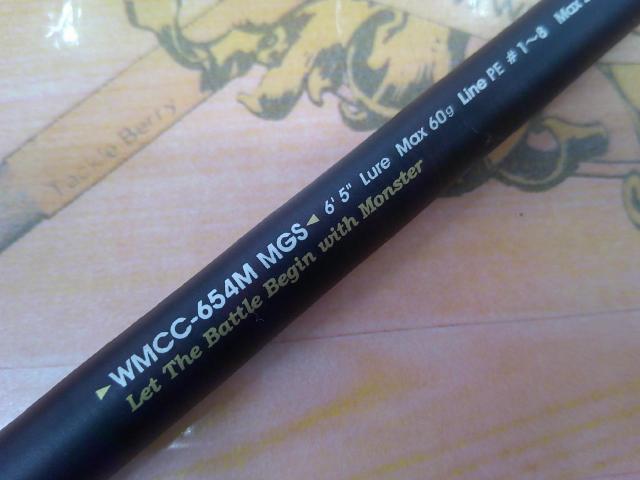 ▶WMCC-654M MGS◀ 6' 5" Lure Max 60g Line PE #1~8 Max
Let The Battle Begin with Monster
Tackle Berry